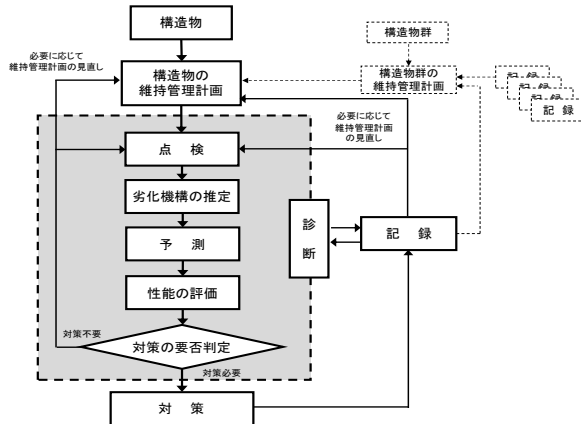 構造物
構造物群
必要に応じて
維持管理計画の見直し
構造物の
維持管理計画
構造物群の
維持管理計画
記 録
記 録
必要に応じて
維持管理計画
の見直し
点 検
劣化機構の推定
診
断
記 録
予 測
性能の評価
対策不要
対策の要否判定
対策必要
対 策